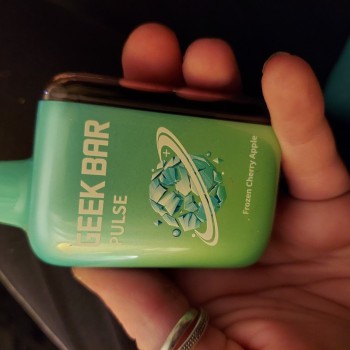 GEEK BAR
PULSE
Frozen Cherry Apple